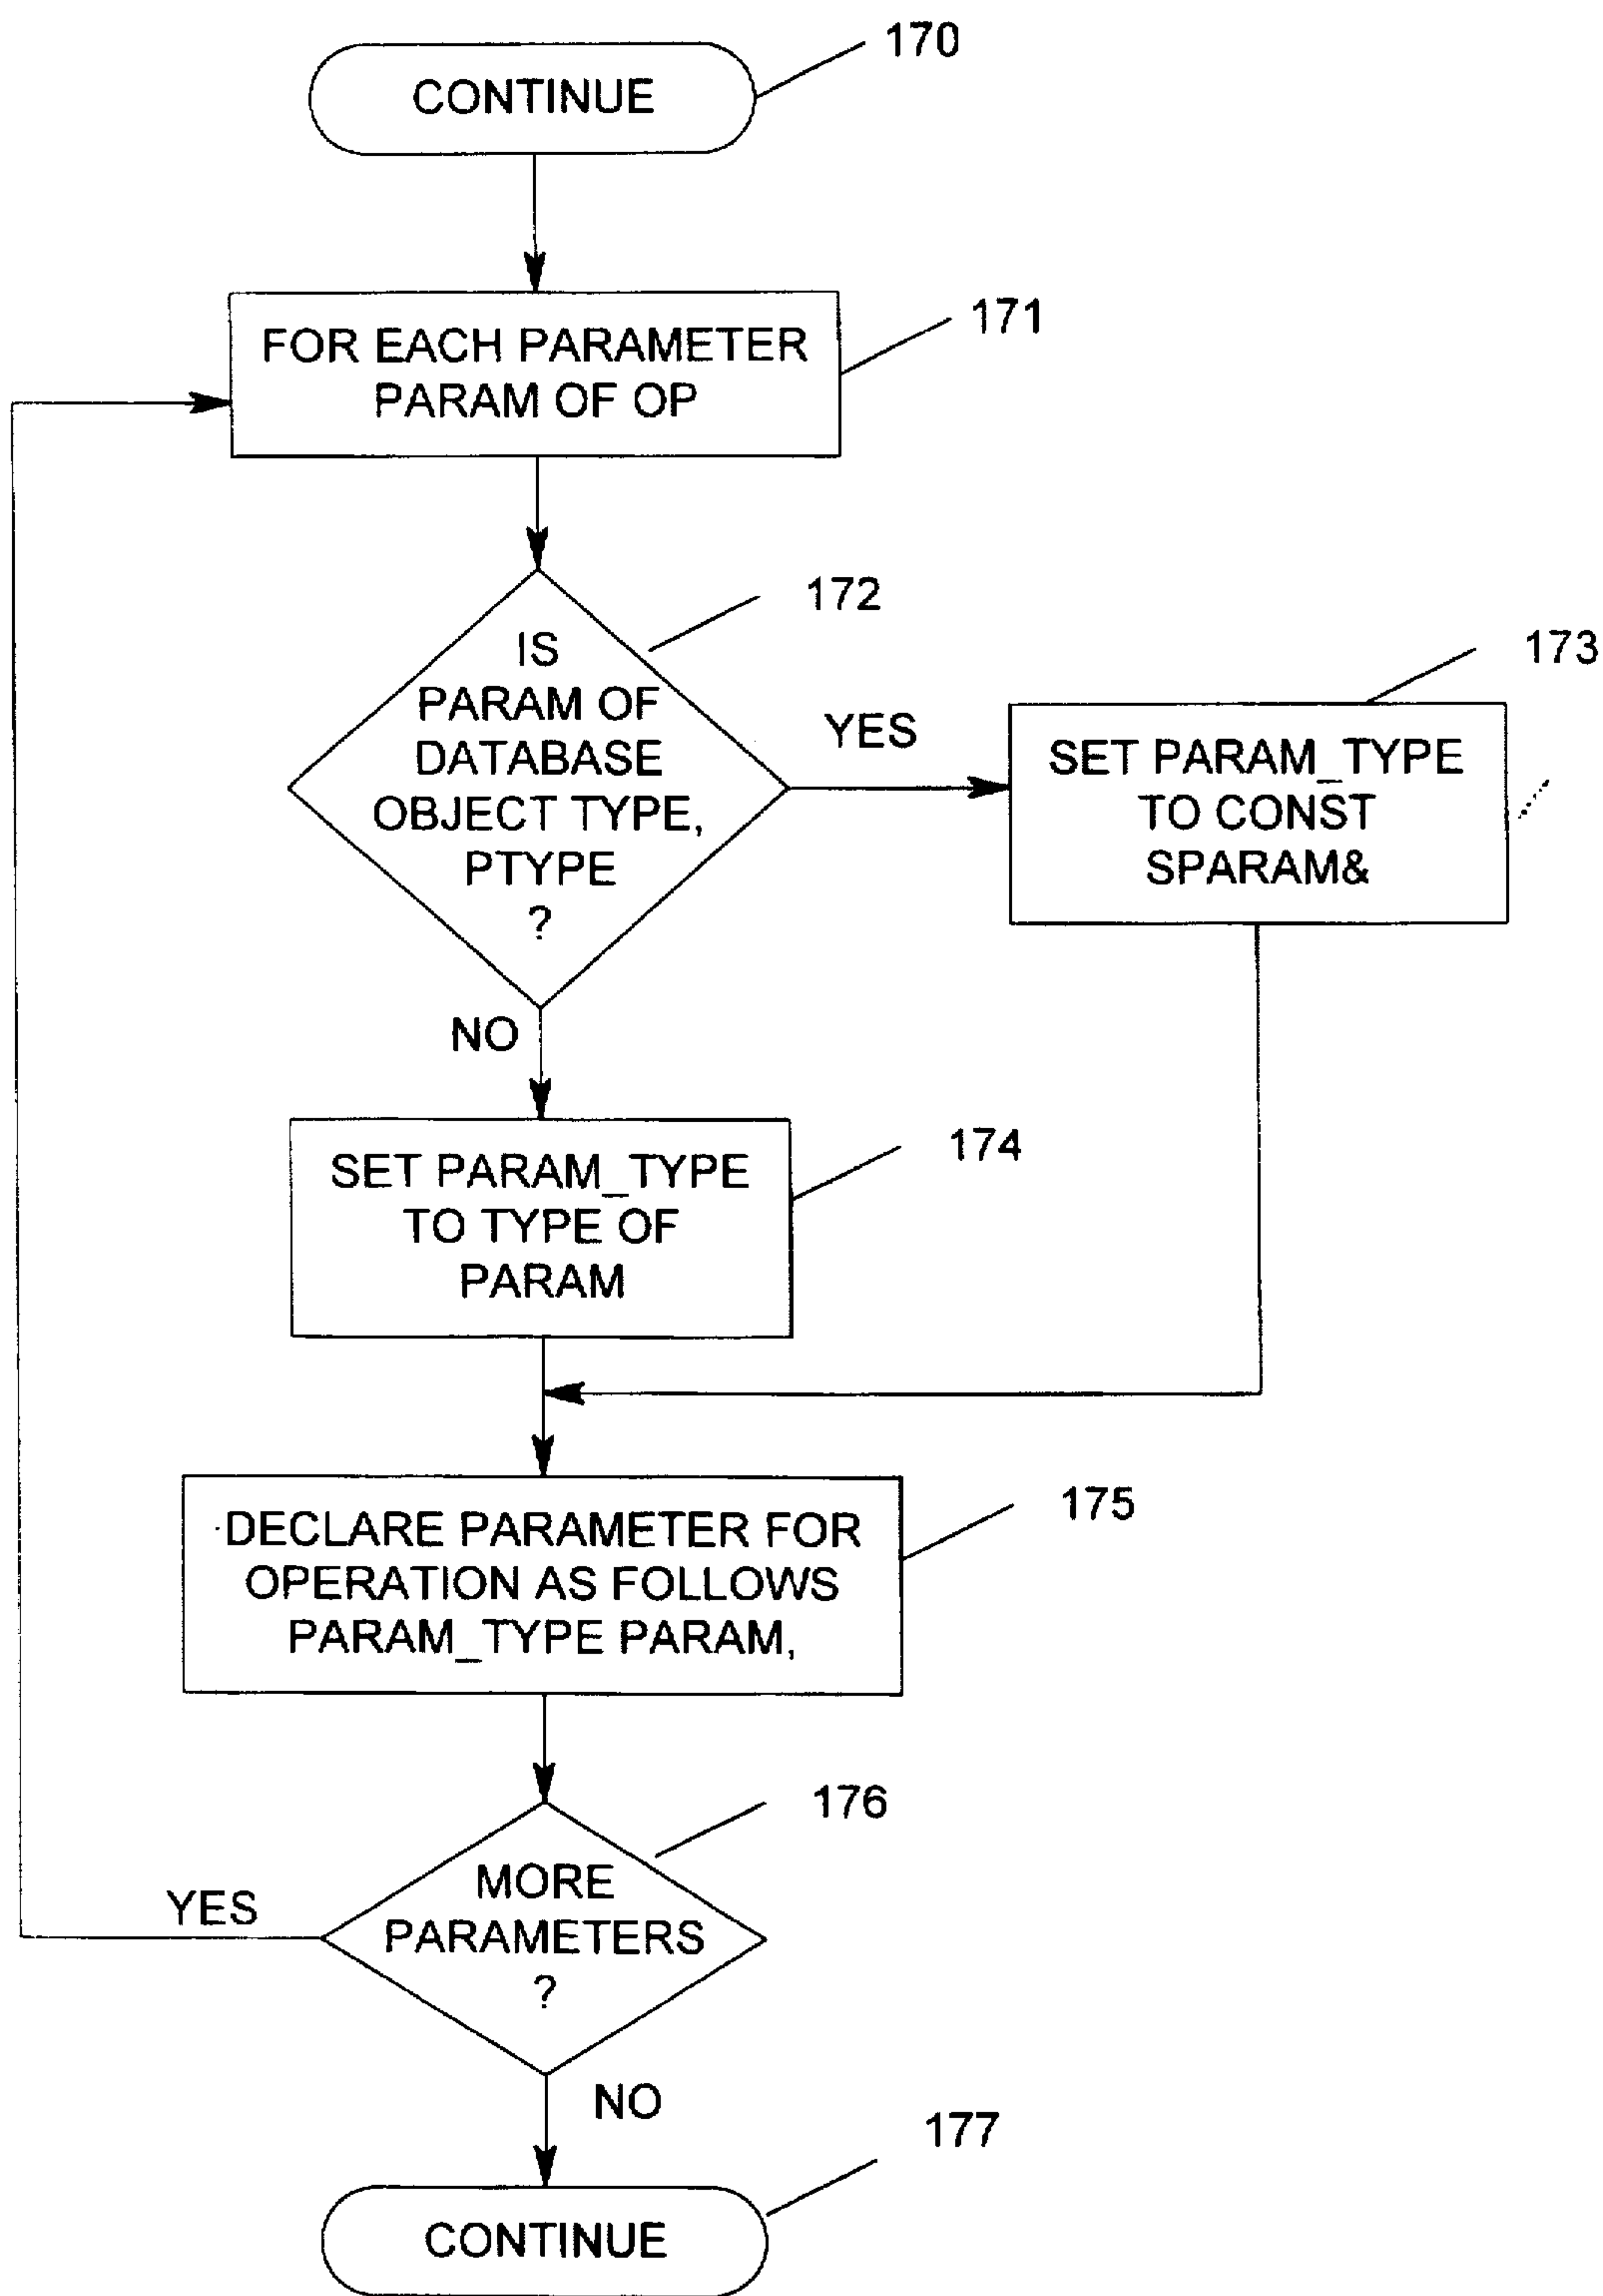 170
CONTINUE
171
FOR EACH PARAMETER
PARAM OF OP
172
IS
PARAM OF
DATABASE
OBJECT TYPE,
PTYPE
?
YES
173
SET PARAM_TYPE
TO CONST
SPARAM&
NO
174
SET PARAM_TYPE
TO TYPE OF
PARAM
175
DECLARE PARAMETER FOR
OPERATION AS FOLLOWS
PARAM_TYPE PARAM,
176
MORE
PARAMETERS
?
YES
NO
177
CONTINUE